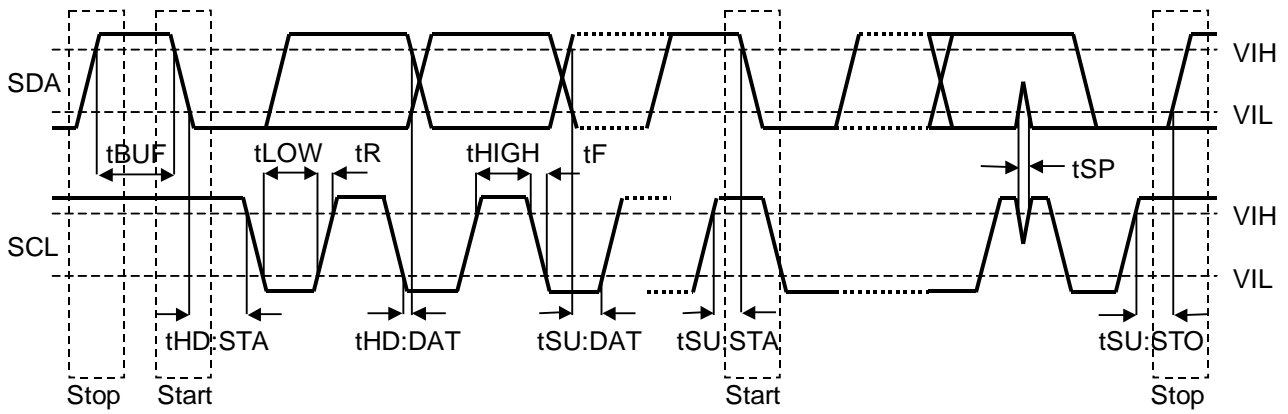 VIH
SDA
VIL
tBUF
tLOW
tR
tHIGH
tF
tSP
VIH
SCL
VIL
tHD:STA
tHD:DAT
tSU:DAT
tSU:STA
tSU:STO
Stop
Start
Start
Stop